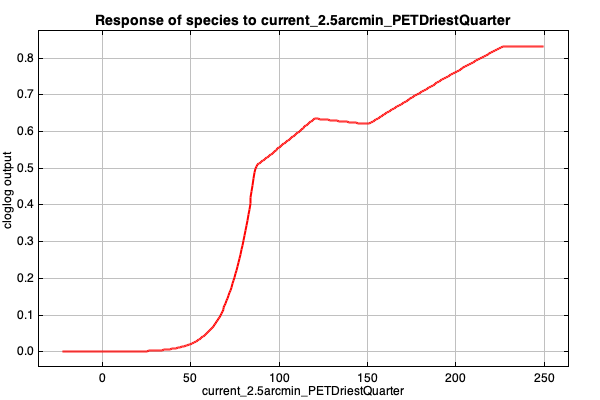 Response of species to current_2.5arcmin_PETDriestQuarter
cloglog output
0.8
0.7
0.6
0.5
0.4
0.3
0.2
0.1
0.0
0 50 100 150 200 250
current_2.5arcmin_PETDriestQuarter